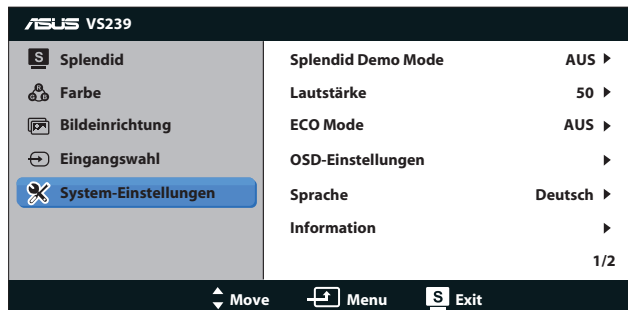 ASUS VS239
S Splendid
R G B Farbe
Bildeinrichtung
Eingangswahl
System-Einstellungen
Splendid Demo Mode AUS
Lautstärke 50
ECO Mode AUS
OSD-Einstellungen
Sprache Deutsch
Information
1/2
Move Menu S Exit